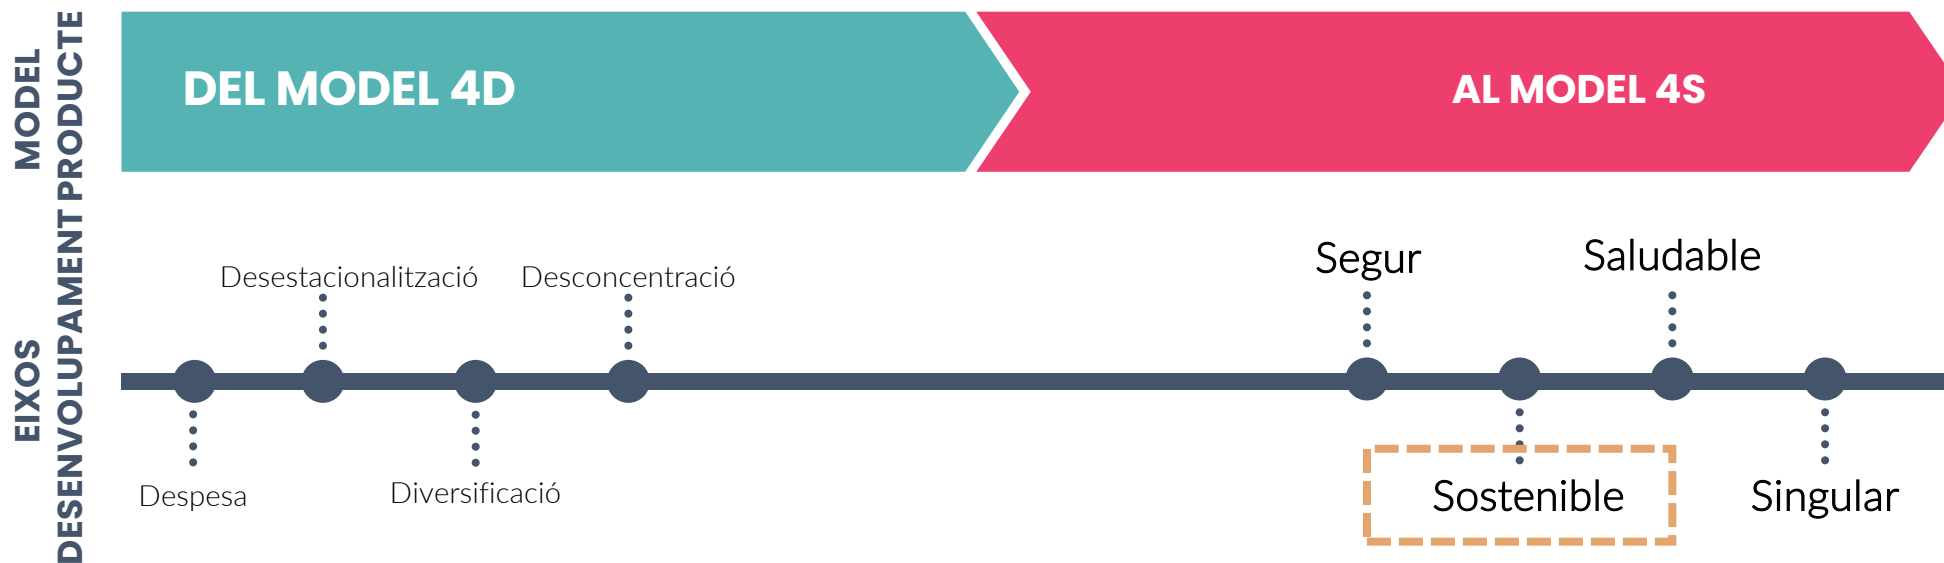 MODEL
EIXOS
DESENVOLUPAMENT PRODUCTE
DEL MODEL 4D
AL MODEL 4S
Desestacionalització
Desconcentració
Despesa
Diversificació
Segur
Saludable
Sostenible
Singular